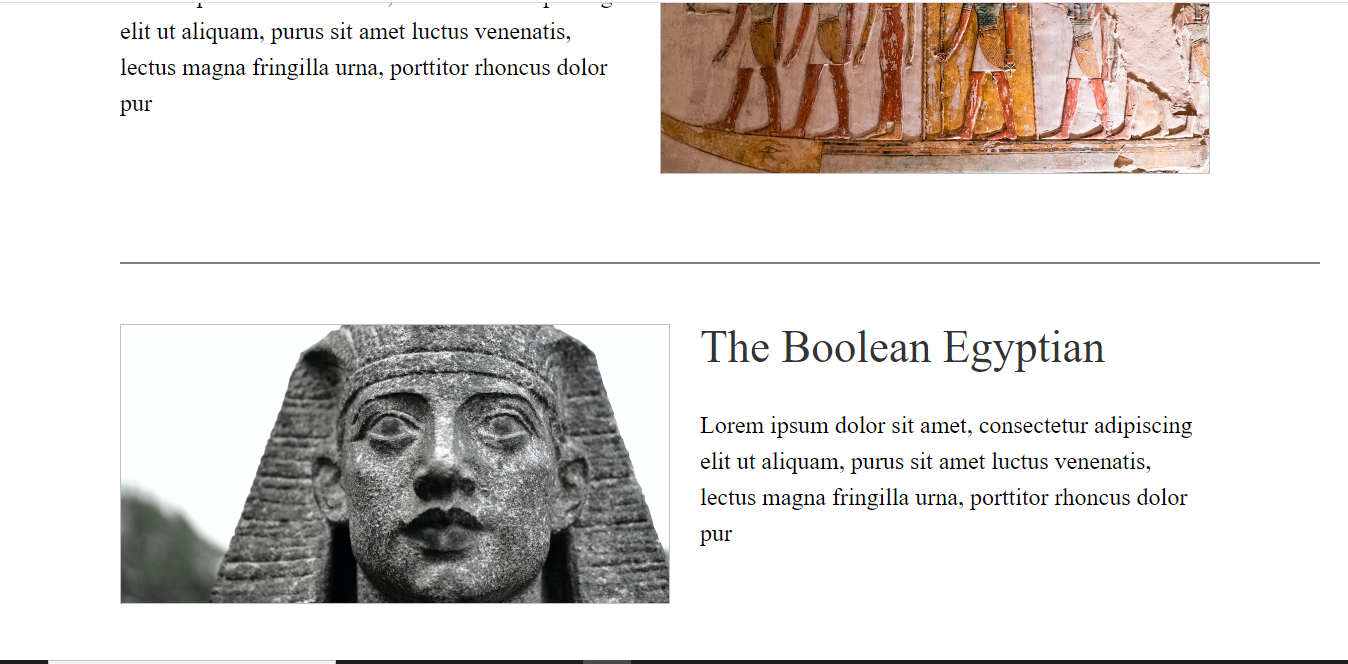 elit ut aliquam, purus sit amet luctus venenatis,
lectus magna fringilla urna, porttitor rhoncus dolor
pur
The Boolean Egyptian
Lorem ipsum dolor sit amet, consectetur adipiscing
elit ut aliquam, purus sit amet luctus venenatis,
lectus magna fringilla urna, porttitor rhoncus dolor
pur